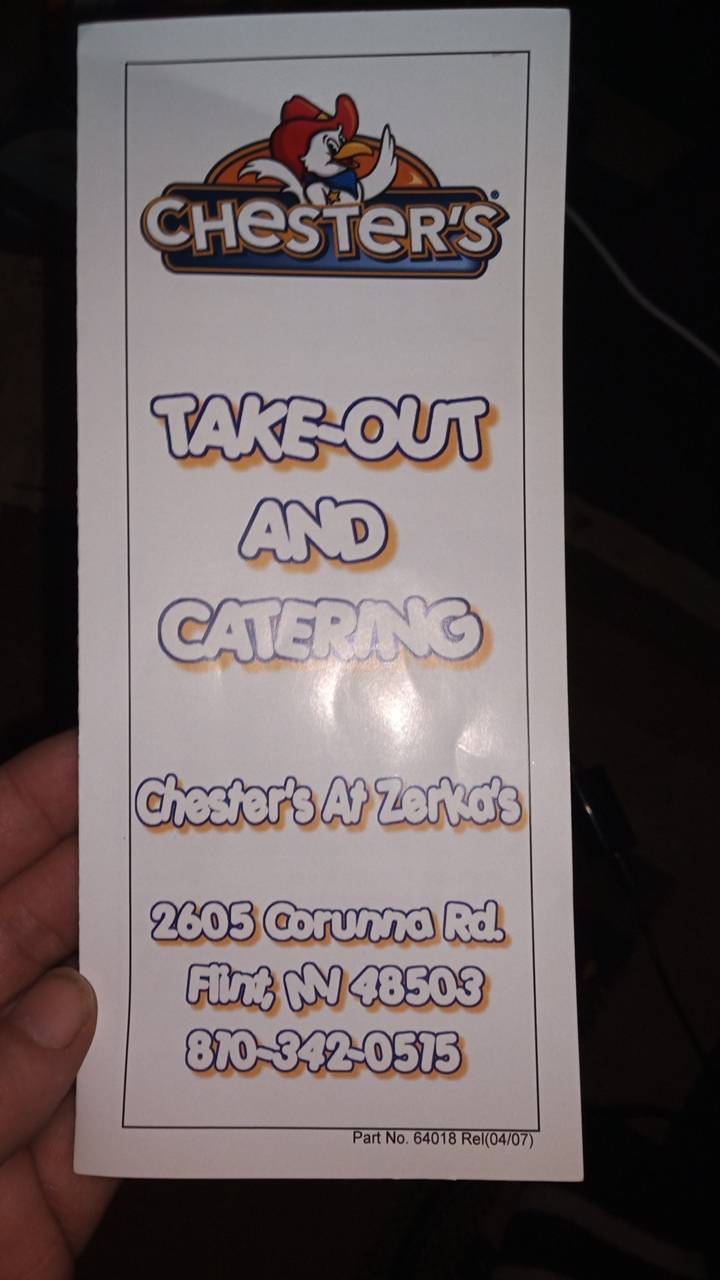 CHESTER'S®
TAKE-OUT
AND
CATERING
Chester's At Zerka's
2605 Corunna Rd.
Flint, NV 48503
810-342-0515
Part No. 64018 Rel(04/07)